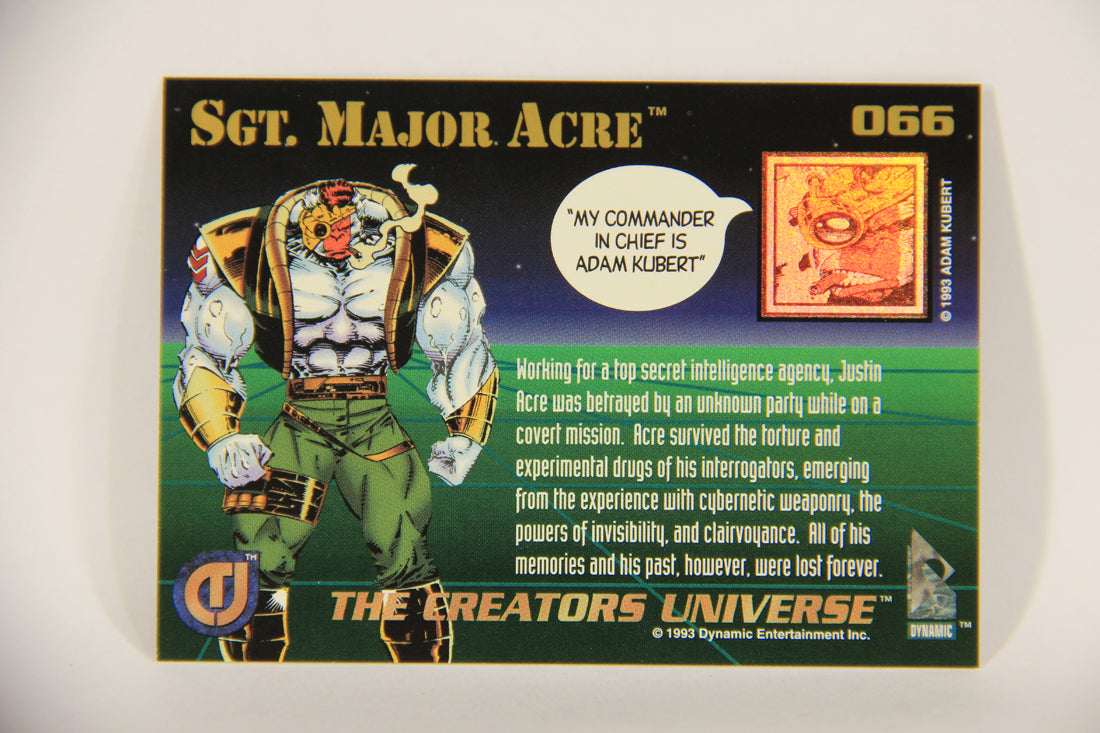 SGT. MAJOR ACRE™
066
"MY COMMANDER
IN CHIEF IS
ADAM KUBERT"
© 1993 ADAM KUBERT
Working for a top secret intelligence agency, Justin
Acre was betrayed by an unknown party while on a
covert mission. Acre survived the torture and
experimental drugs of his interrogators, emerging
from the experience with cybernetic weaponry, the
powers of invisibility, and clairvoyance. All of his
memories and his past, however, were lost forever.
TM
THE CREATORS UNIVERSE™
© 1993 Dynamic Entertainment Inc.
DYNAMIC TM